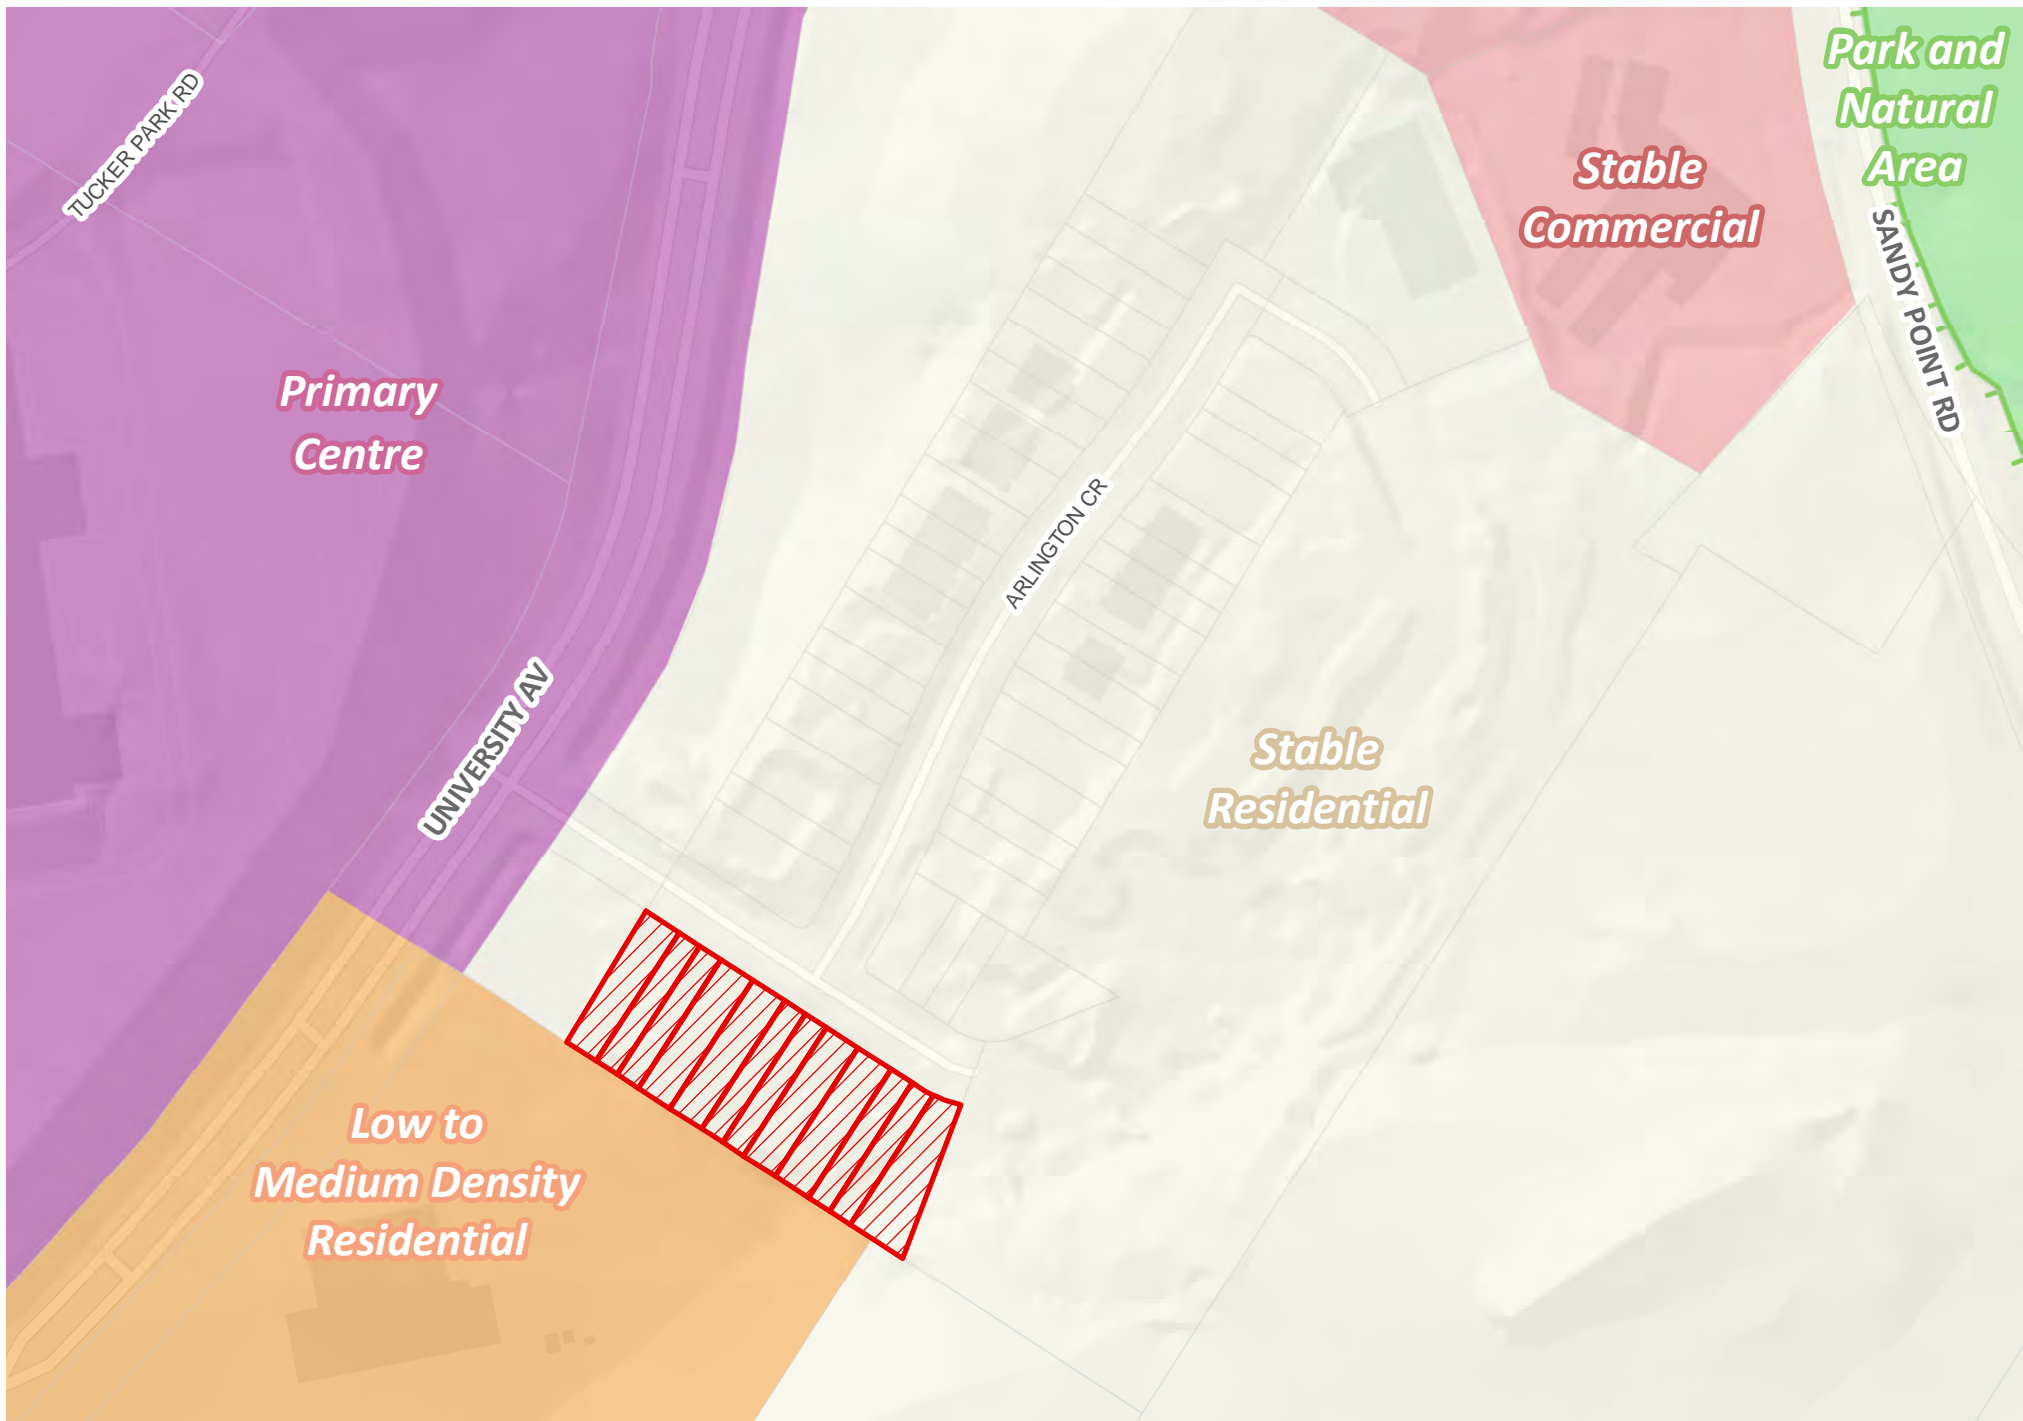 Park and
Natural
Area
TUCKER PARK RD
Stable
Commercial
SANDY POINT RD
Primary
Centre
ARLINGTON CR
UNIVERSITY AV
Stable
Residential
Low to
Medium Density
Residential